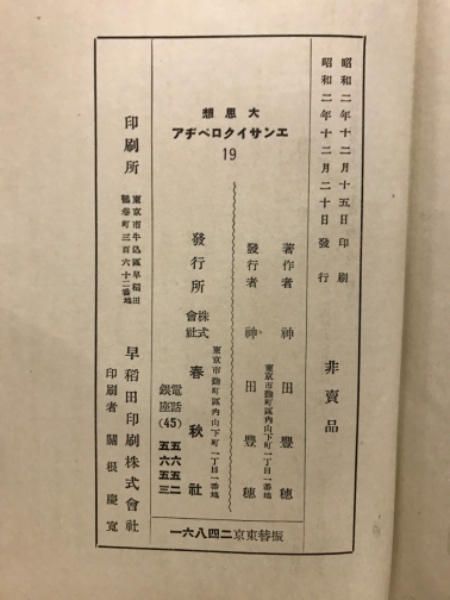 昭和二年十二月十五日印刷
昭和二年十二月二十日發行
非賣品
大思想
エンサイクロペヂア
19
著作者 神田豐穗
東京市麹町區内山下町一丁目一番地
發行者 神田豐穗
東京市麹町區内山下町一丁目一番地
發行所 株式會社 春秋社
電話銀座(45) 五六五二 五六五三
印刷所
東京市牛込區早稻田
鶴卷町三百六十二番地
早稻田印刷株式會社
印刷者 關根慶寛
振替東京二四八六一